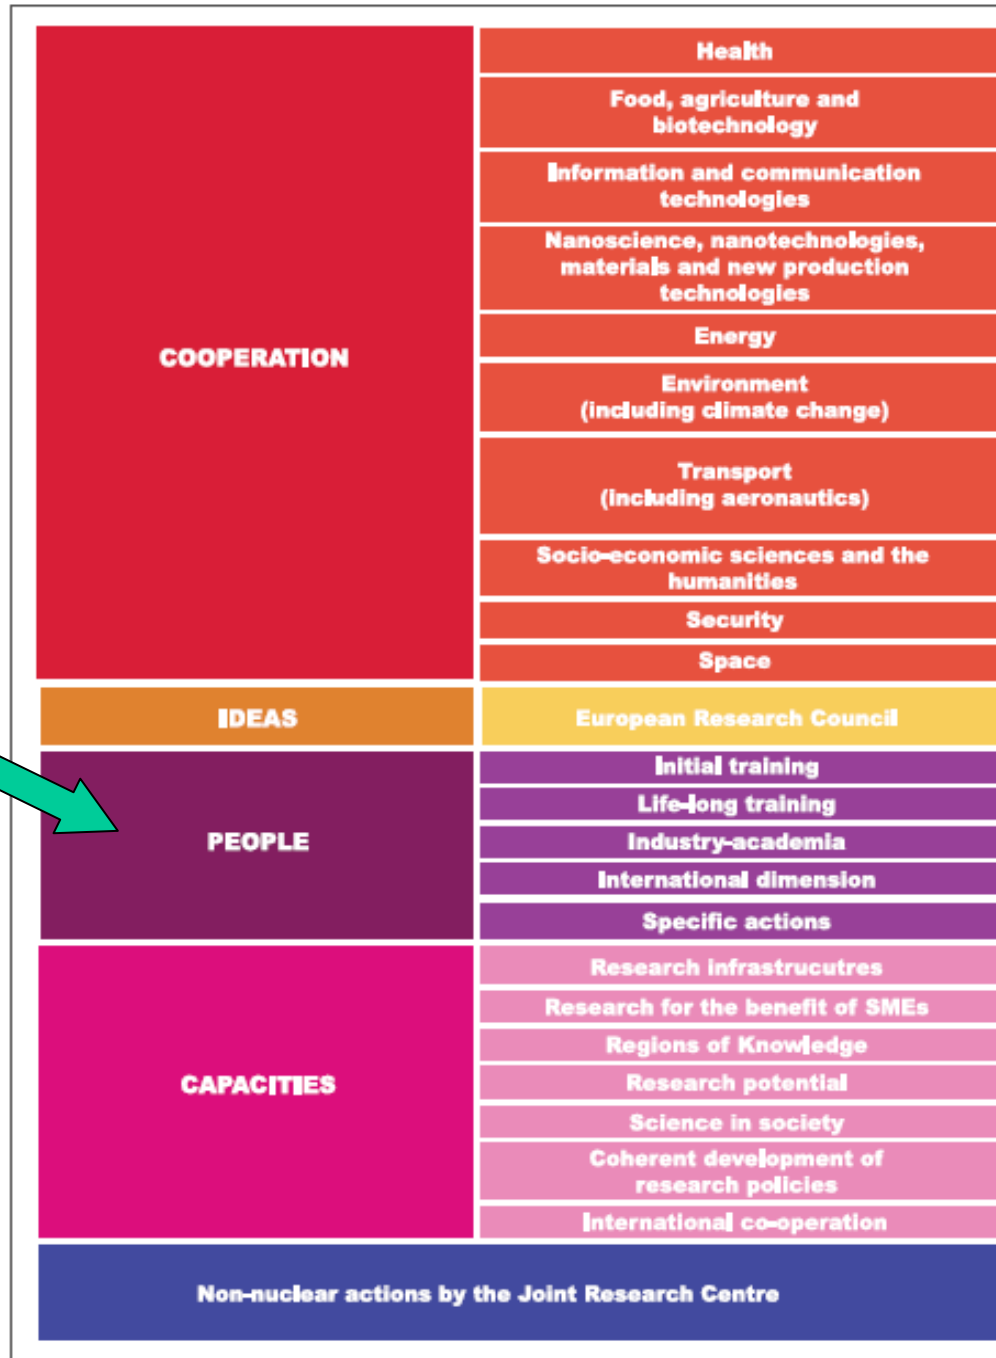 COOPERATION
Health
Food, agriculture and
biotechnology
Information and communication
technologies
Nanoscience, nanotechnologies,
materials and new production
technologies
Energy
Environment
(including climate change)
Transport
(including aeronautics)
Socio-economic sciences and the
humanities
Security
Space
IDEAS
European Research Council
PEOPLE
Initial training
Life-long training
Industry-academia
International dimension
Specific actions
CAPACITIES
Research infrastrucutres
Research for the benefit of SMEs
Regions of Knowledge
Research potential
Science in society
Coherent development of
research policies
International co-operation
Non-nuclear actions by the Joint Research Centre